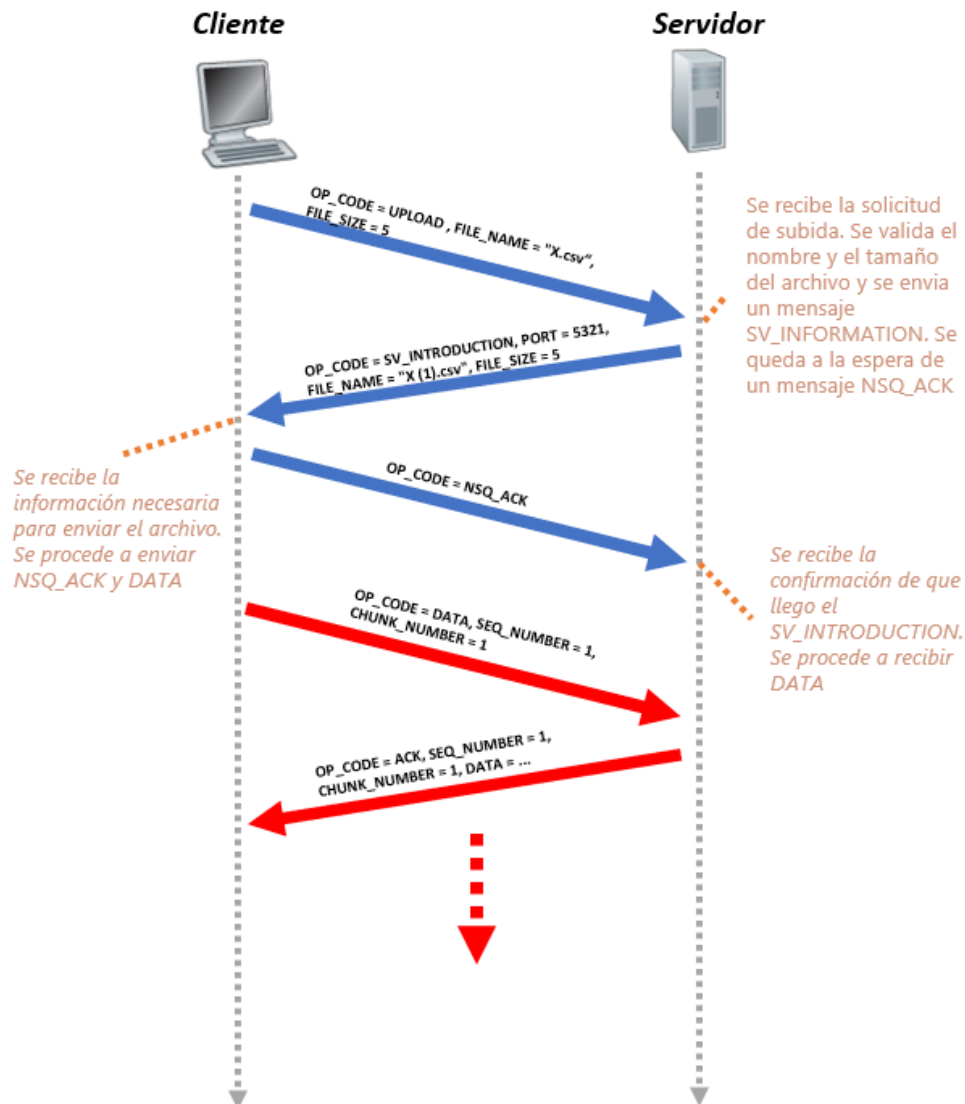 Cliente
Servidor
OP_CODE = UPLOAD , FILE_NAME = "X.csv",
FILE_SIZE = 5
Se recibe la solicitud
de subida. Se valida el
nombre y el tamaño
del archivo y se envia
un mensaje
SV_INFORMATION. Se
queda a la espera de
un mensaje NSQ_ACK
OP_CODE = SV_INTRODUCTION, PORT = 5321,
FILE_NAME = "X (1).csv", FILE_SIZE = 5
Se recibe la
información necesaria
para enviar el archivo.
Se procede a enviar
NSQ_ACK y DATA
OP_CODE = NSQ_ACK
Se recibe la
confirmación de que
llego el
SV_INTRODUCTION.
Se procede a recibir
DATA
OP_CODE = DATA, SEQ_NUMBER = 1,
CHUNK_NUMBER = 1
OP_CODE = ACK, SEQ_NUMBER = 1,
CHUNK_NUMBER = 1, DATA = ...